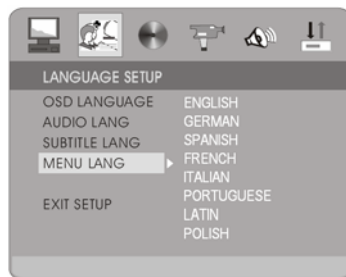 LANGUAGE SETUP
OSD LANGUAGE
AUDIO LANG
SUBTITLE LANG
MENU LANG
EXIT SETUP
ENGLISH
GERMAN
SPANISH
FRENCH
ITALIAN
PORTUGUESE
LATIN
POLISH